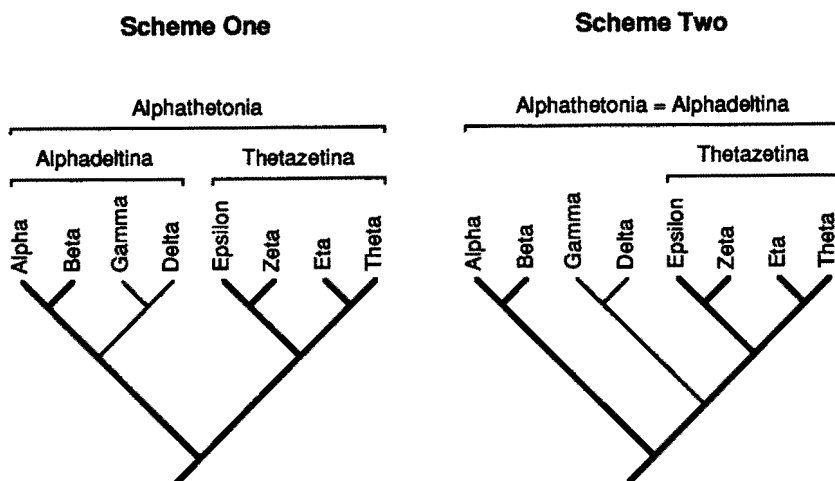 Scheme One
Alphathetonia
Alphadeltina
Thetazetina
Alpha
Beta
Gamma
Delta
Epsilon
Zeta
Eta
Theta
Scheme Two
Alphathetonia = Alphadeltina
Thetazetina
Alpha
Beta
Gamma
Delta
Epsilon
Zeta
Eta
Theta